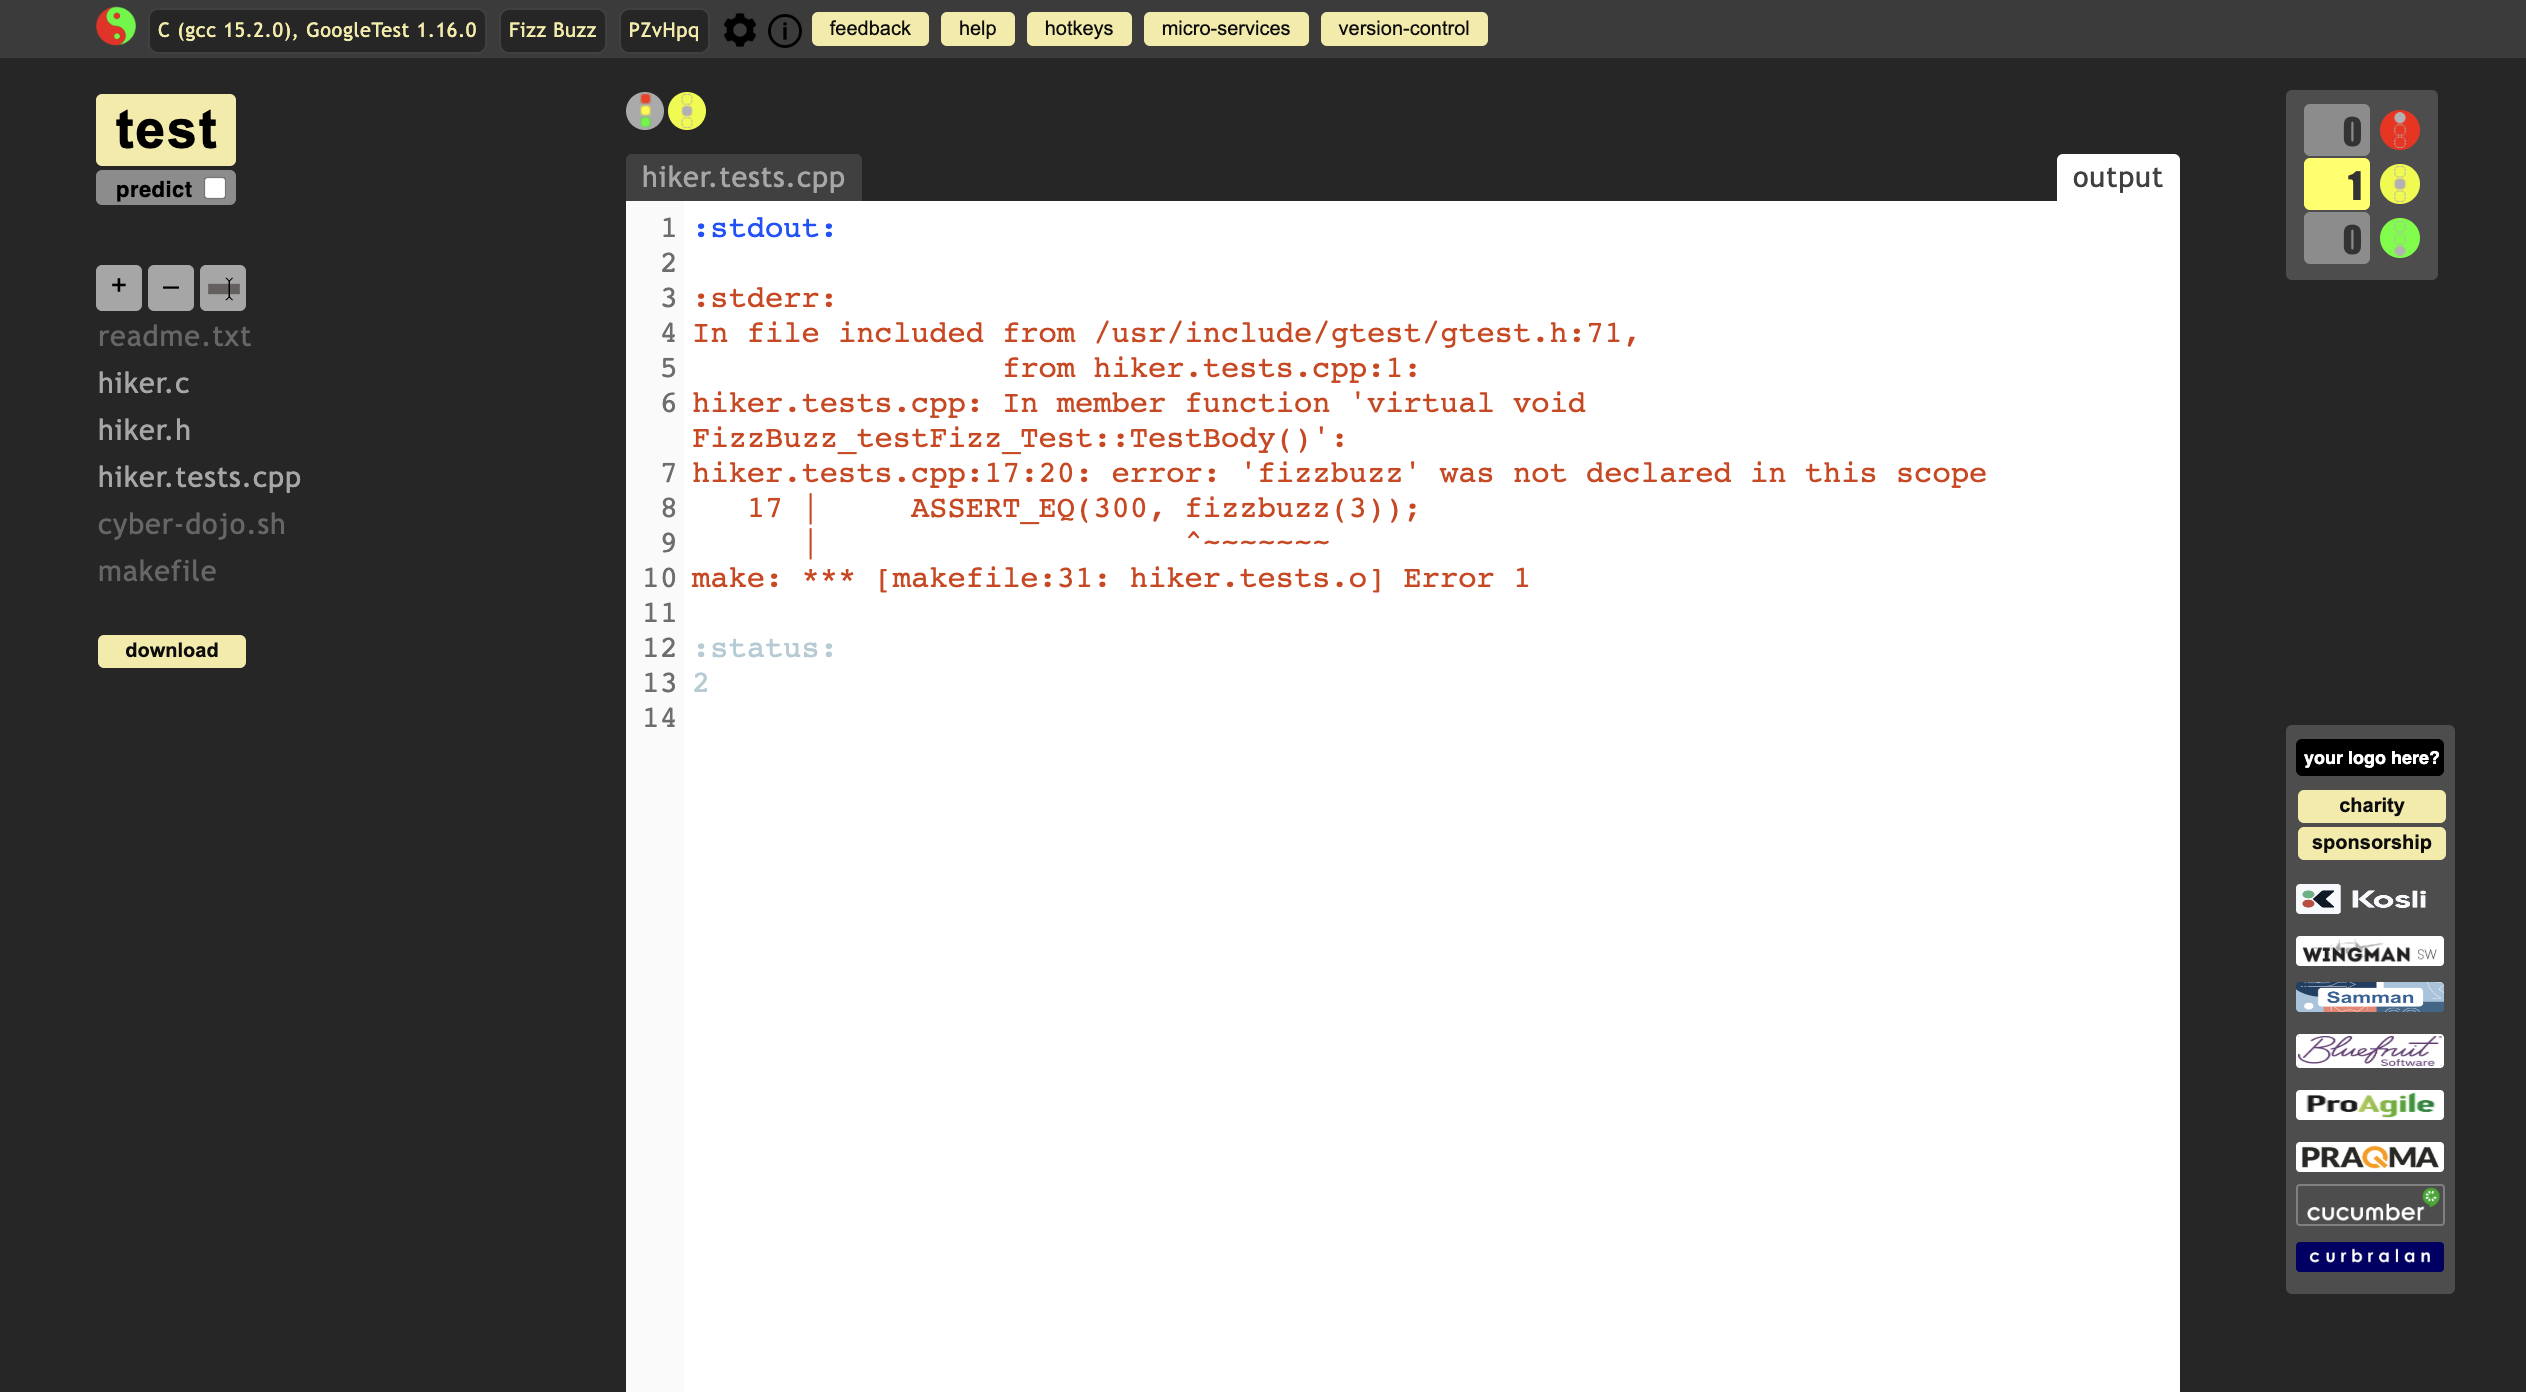 C (gcc 15.2.0), GoogleTest 1.16.0 Fizz Buzz PZvHpq feedback help hotkeys micro-services version-control
test
predict
+ −
readme.txt
hiker.c
hiker.h
hiker.tests.cpp
cyber-dojo.sh
makefile
download
hiker.tests.cpp output
1 :stdout:
2
3 :stderr:
4 In file included from /usr/include/gtest/gtest.h:71,
5                  from hiker.tests.cpp:1:
6 hiker.tests.cpp: In member function 'virtual void
FizzBuzz_testFizz_Test::TestBody()':
7 hiker.tests.cpp:17:20: error: 'fizzbuzz' was not declared in this scope
8    17 |     ASSERT_EQ(300, fizzbuzz(3));
9       |                    ^~~~~~~~
10 make: *** [makefile:31: hiker.tests.o] Error 1
11
12 :status:
13 2
14
0
1
0
your logo here?
charity
sponsorship
Kosli
WINGMAN SW
Samman
Bluefruit
Software
ProAgile
PRAQMA
cucumber
curbralan